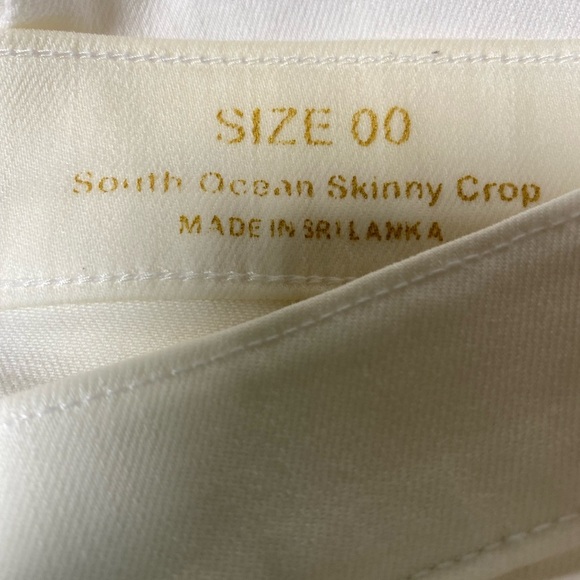 SIZE 00
South Ocean Skinny Crop
MADE IN SRI LANKA